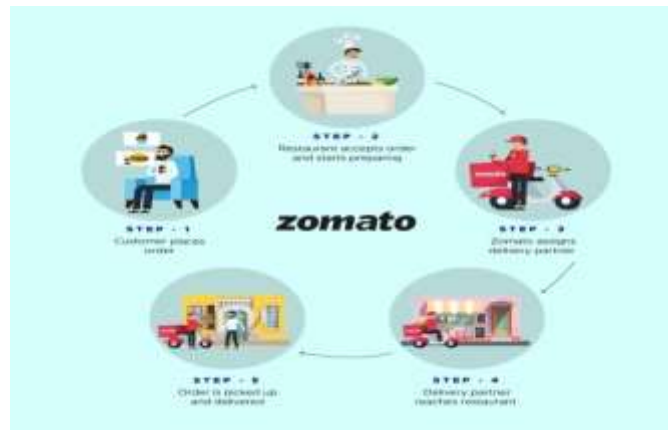 STEP - 1
Customer places
order
STEP - 2
Restaurant accepts order
and starts preparing
STEP - 3
Zomato assigns
delivery partner
zomato
STEP - 4
Delivery partner
reaches restaurant
STEP - 5
Order is picked up
and delivered